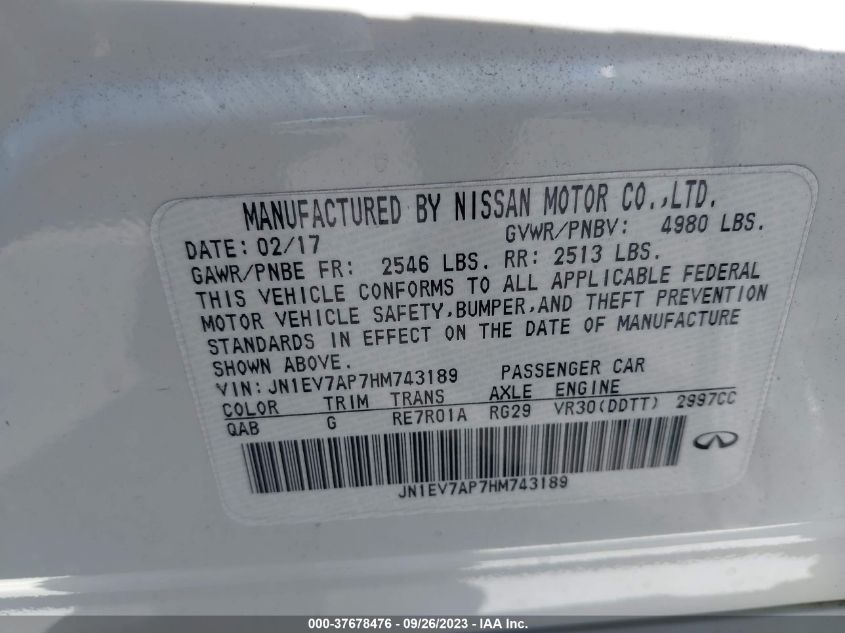 MANUFACTURED BY NISSAN MOTOR CO.,LTD.
DATE: 02/17 GVWR/PNBV: 4980 LBS.
GAWR/PNBE FR: 2546 LBS. RR: 2513 LBS.
THIS VEHICLE CONFORMS TO ALL APPLICABLE FEDERAL
MOTOR VEHICLE SAFETY,BUMPER,AND THEFT PREVENTION
STANDARDS IN EFFECT ON THE DATE OF MANUFACTURE
SHOWN ABOVE.
VIN:JN1EV7AP7HM743189 PASSENGER CAR
COLOR TRIM TRANS AXLE ENGINE
QAB G RE7R01A RG29 VR30(DDTT) 2997CC
JN1EV7AP7HM743189
000-37678476 - 09/26/2023 - IAA Inc.